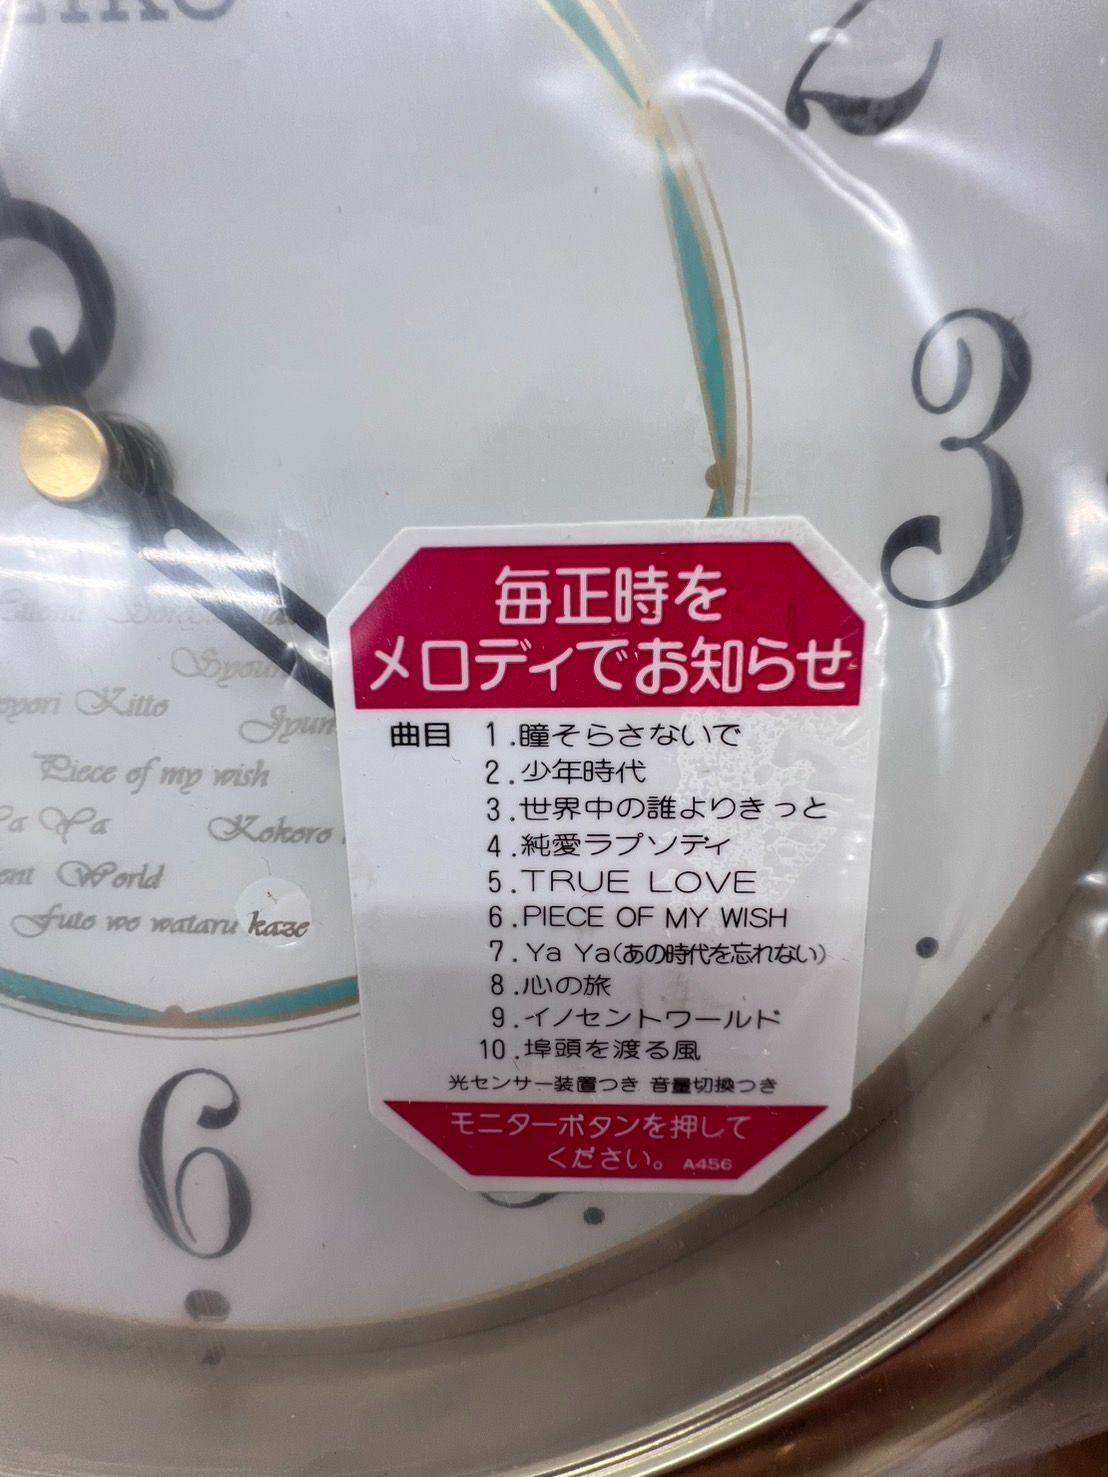 2
3
毎正時を
メロディでお知らせ
曲目 1.瞳そらさないで
2.少年時代
3.世界中の誰よりきっと
4.純愛ラプソディ
5.TRUE LOVE
6.PIECE OF MY WISH
7.Ya Ya(あの時代を忘れない)
8.心の旅
9.イノセントワールド
10.埠頭を渡る風
光センサー装置つき 音量切換つき
モニターボタンを押して
ください。 A456
Kitto
Piece of my wish
Ya
Kokoro
World
Futo wo wataru kaze
6